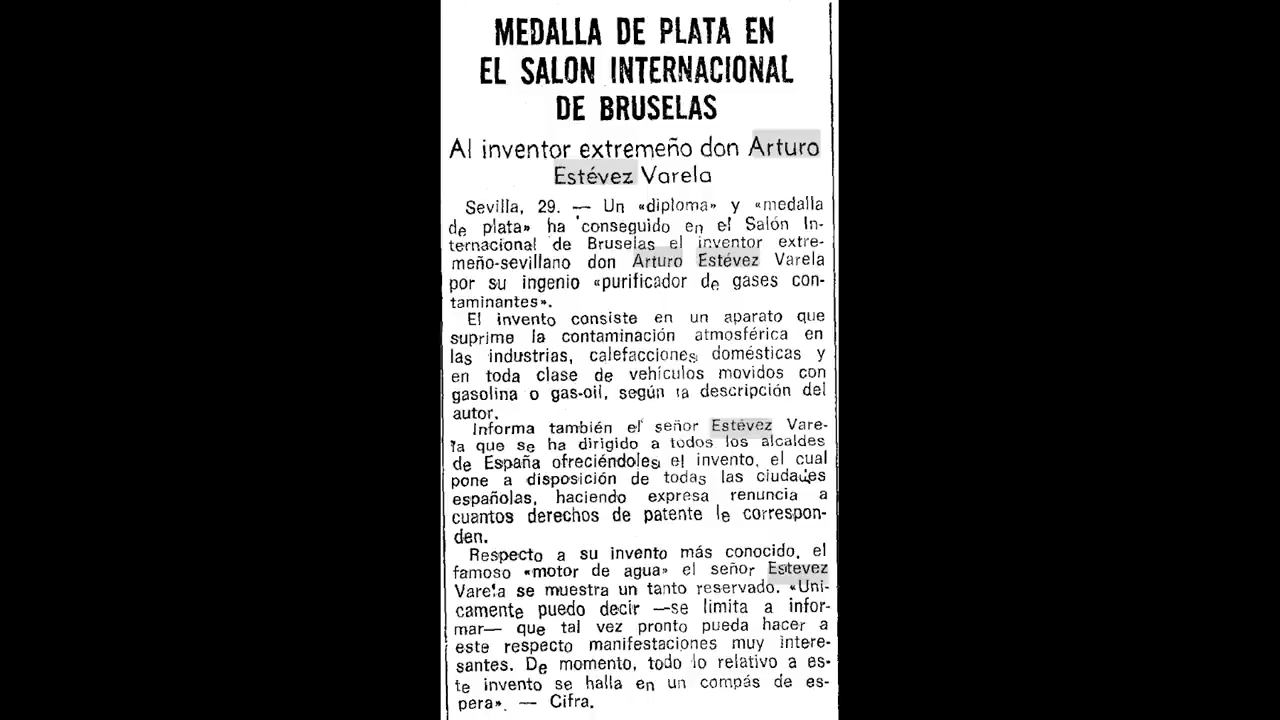 MEDALLA DE PLATA EN
EL SALON INTERNACIONAL
DE BRUSELAS
Al inventor extremeño don Arturo
Estévez Varela
Sevilla, 29. — Un «diploma» y «medalla
de plata» ha conseguido en el Salón In-
ternacional de Bruselas el inventor extre-
meño-sevillano don Arturo Estévez Varela
por su ingenio «purificador de gases con-
taminantes».
El invento consiste en un aparato que
suprime la contaminación atmosférica en
las industrias, calefacciones domésticas y
en toda clase de vehículos movidos con
gasolina o gas-oil, según la descripción del
autor.
Informa también el señor Estévez Vare-
la que se ha dirigido a todos los alcaldes
de España ofreciéndoles el invento, el cual
pone a disposición de todas las ciudades
españolas, haciendo expresa renuncia a
cuantos derechos de patente le correspon-
den.
Respecto a su invento más conocido, el
famoso «motor de agua» el señor Estevez
Varela se muestra un tanto reservado. «Uni-
camente puedo decir —se limita a infor-
mar— que tal vez pronto pueda hacer a
este respecto manifestaciones muy intere-
santes. De momento, todo lo relativo a es-
te invento se halla en un compás de es-
pera». — Cifra.